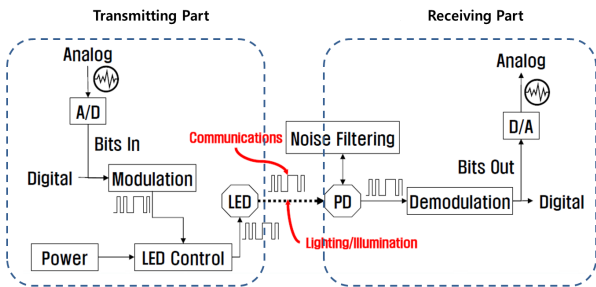 Transmitting Part
Receiving Part
Analog
A/D
Bits In
Digital
Modulation
Power
LED Control
LED
Communications
Lighting/Illumination
Noise Filtering
PD
Demodulation
Analog
D/A
Bits Out
Digital